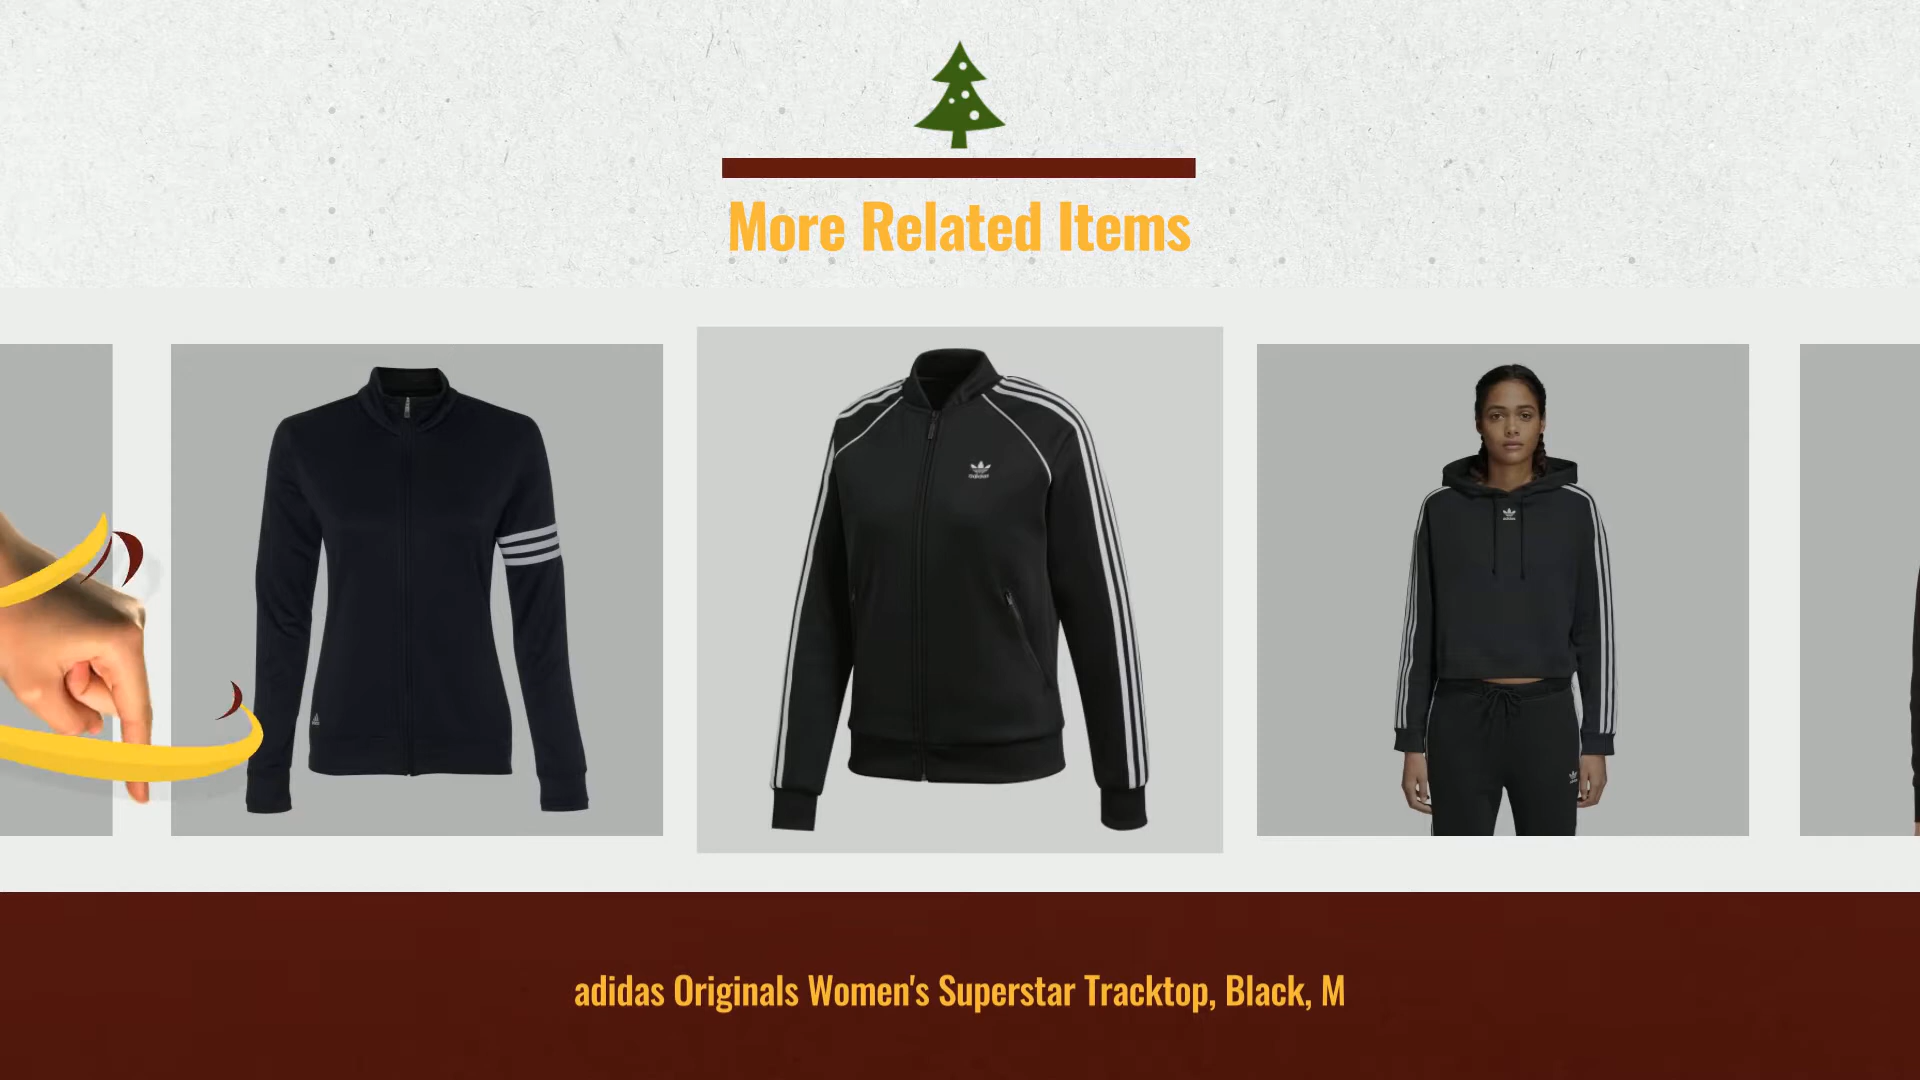 More Related Items
adidas Originals Women's Superstar Tracktop, Black, M